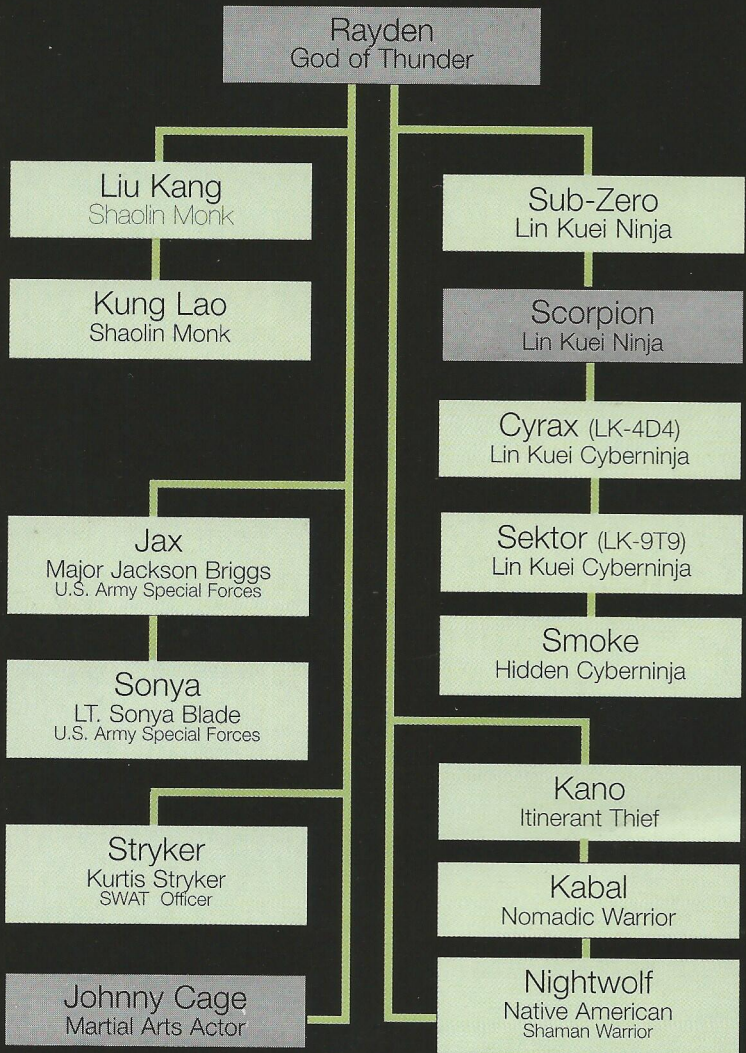 Rayden
God of Thunder
Liu Kang
Shaolin Monk
Kung Lao
Shaolin Monk
Jax
Major Jackson Briggs
U.S. Army Special Forces
Sonya
LT. Sonya Blade
U.S. Army Special Forces
Stryker
Kurtis Stryker
SWAT Officer
Johnny Cage
Martial Arts Actor
Sub-Zero
Lin Kuei Ninja
Scorpion
Lin Kuei Ninja
Cyrax (LK-4D4)
Lin Kuei Cyberninja
Sektor (LK-9T9)
Lin Kuei Cyberninja
Smoke
Hidden Cyberninja
Kano
Itinerant Thief
Kabal
Nomadic Warrior
Nightwolf
Native American
Shaman Warrior